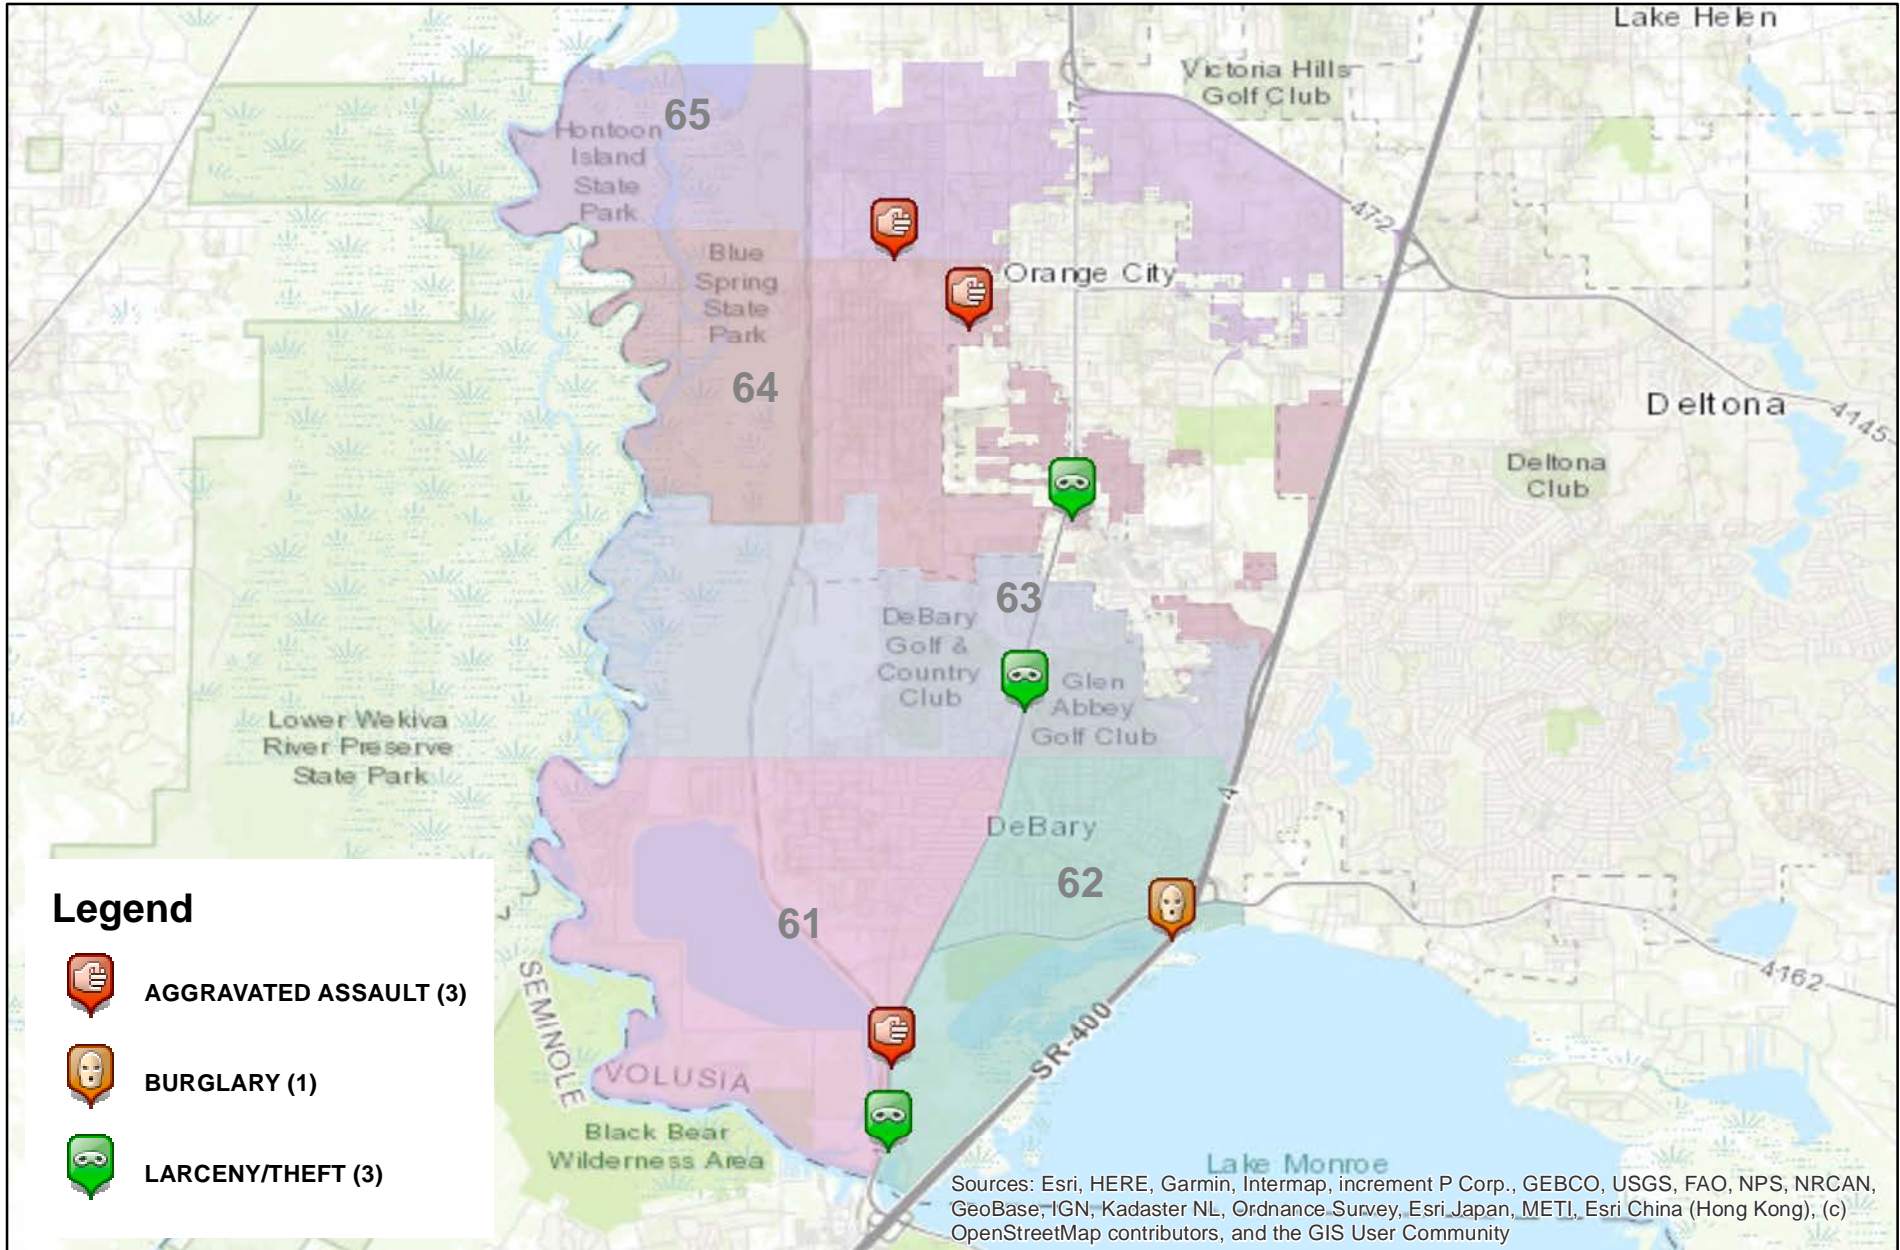 Lake Helen
Victoria Hills
Golf Club
17
65
Hontoon
Island
State
Park
472
Blue
Spring
State
Park
Orange City
64
Deltona
4145
Deltona
Club
63
DeBary
Golf &
Country
Club
Glen
Abbey
Golf Club
Lower Wekiva
River Preserve
State Park
4
DeBary
62
61
Legend
AGGRAVATED ASSAULT (3)
BURGLARY (1)
LARCENY/THEFT (3)
SEMINOLE
VOLUSIA
SR-400
4162
Black Bear
Wilderness Area
Lake Monroe
Sources: Esri, HERE, Garmin, Intermap, increment P Corp., GEBCO, USGS, FAO, NPS, NRCAN,
GeoBase, IGN, Kadaster NL, Ordnance Survey, Esri Japan, METI, Esri China (Hong Kong), (c)
OpenStreetMap contributors, and the GIS User Community